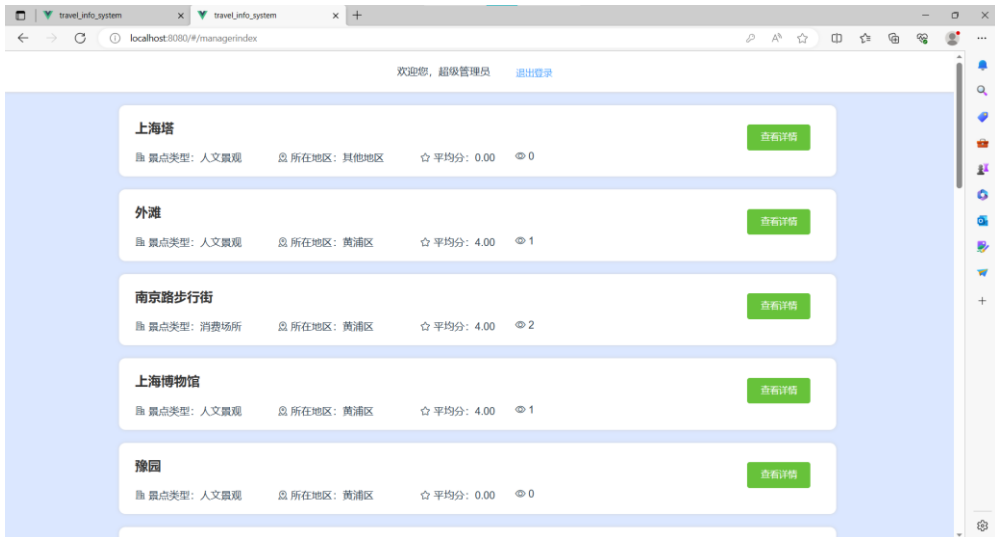 travel_info_system
travel_info_system
localhost:8080/#/managerindex
欢迎您，超级管理员 退出登录
上海塔
查看详情
景点类型：人文景观 所在地区：其他地区 平均分：0.00 0
外滩
查看详情
景点类型：人文景观 所在地区：黄浦区 平均分：4.00 1
南京路步行街
查看详情
景点类型：消费场所 所在地区：黄浦区 平均分：4.00 2
上海博物馆
查看详情
景点类型：人文景观 所在地区：黄浦区 平均分：4.00 1
豫园
查看详情
景点类型：人文景观 所在地区：黄浦区 平均分：0.00 0